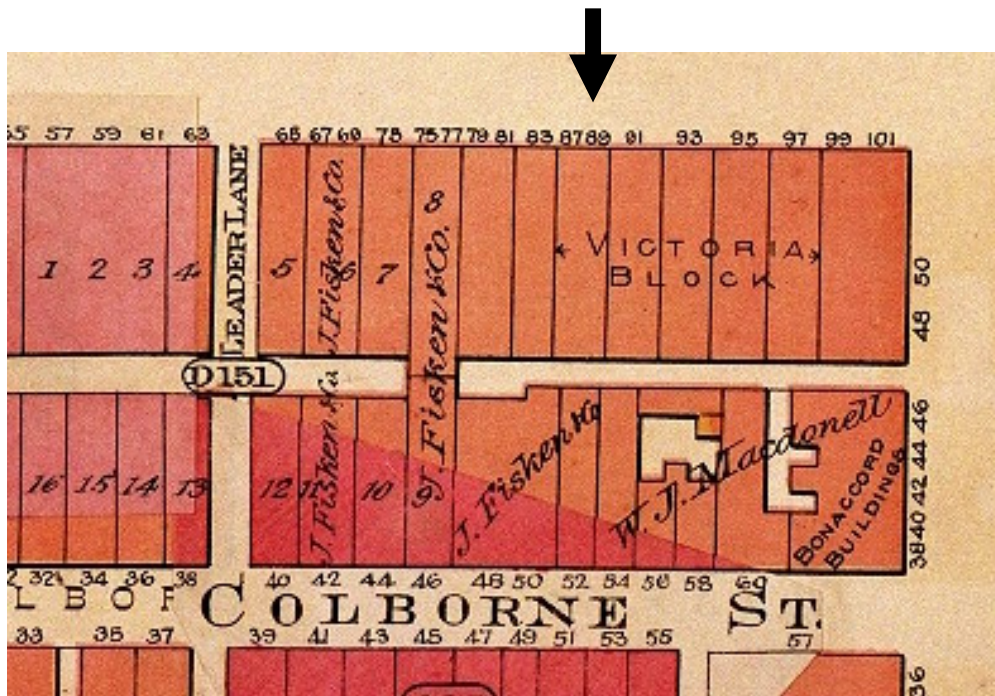 55 57 59 61 63 65 67 69 73 75 77 79 81 83 87 89 91 93 95 97 99 101
LEADER LANE
J. Fisken & Co.
8
J. Fisken & Co.
1 2 3 4 5 6 7
← VICTORIA →
BLOCK
50
48
D151
J. Fisken & Co.
J. Fisken & Co.
W. J. Macdonell
BONACCORD
BUILDINGS
46
44
42
40
38
16 15 14 13 12 11 10 9
32 34 36 38 40 42 44 46 48 50 52 54 56 58 60
LBOR
COLBORNE ST.
33 35 37 39 41 43 45 47 49 51 53 55 57
36